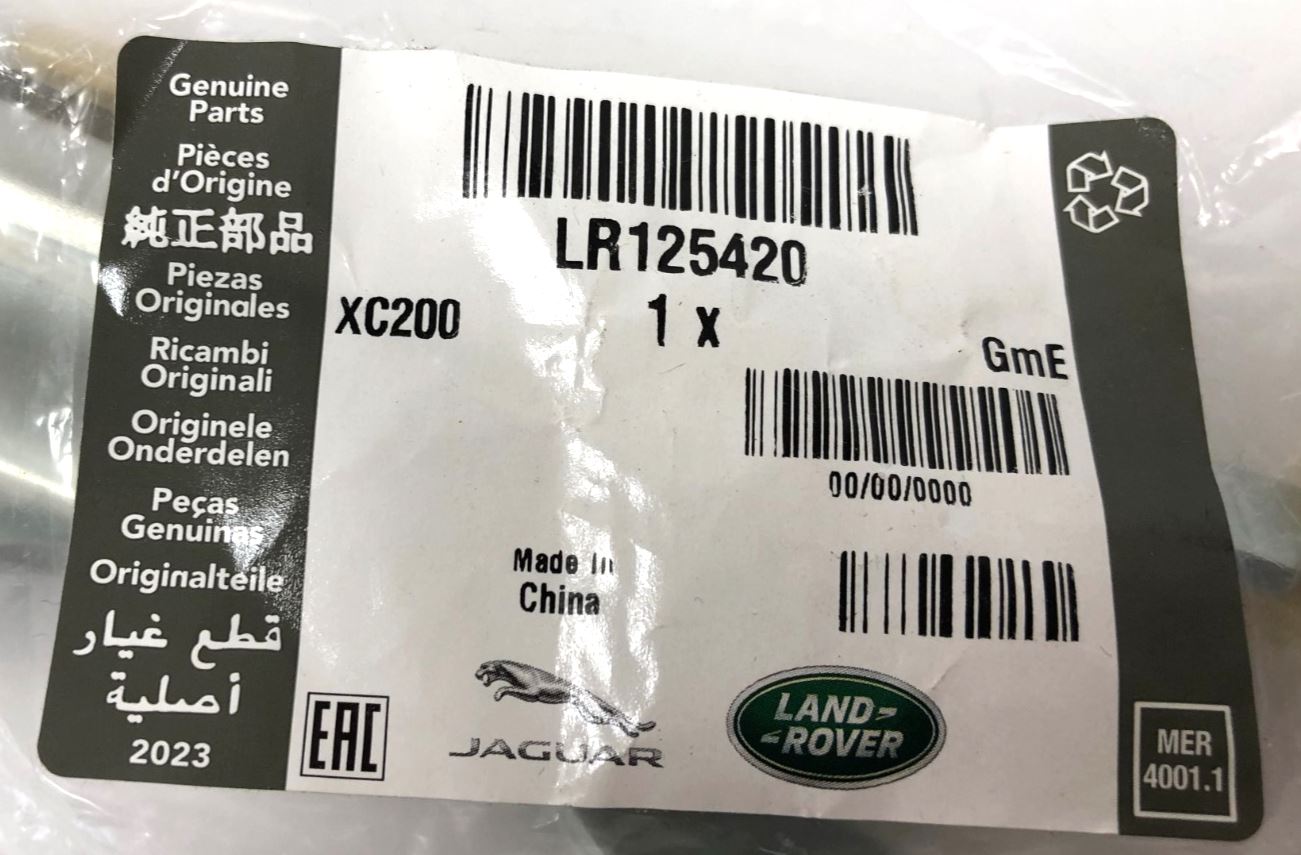 Genuine
Parts
Pièces
d'Origine
純正部品
Piezas
Originales
Ricambi
Originali
Originele
Onderdelen
Peças
Genuinas
Originalteile
قطع غيار
أصلية
2023
LR125420
XC200
1 x
GmE
00/00/0000
Made In
China
EAC
JAGUAR
LAND
ROVER
MER
4001.1